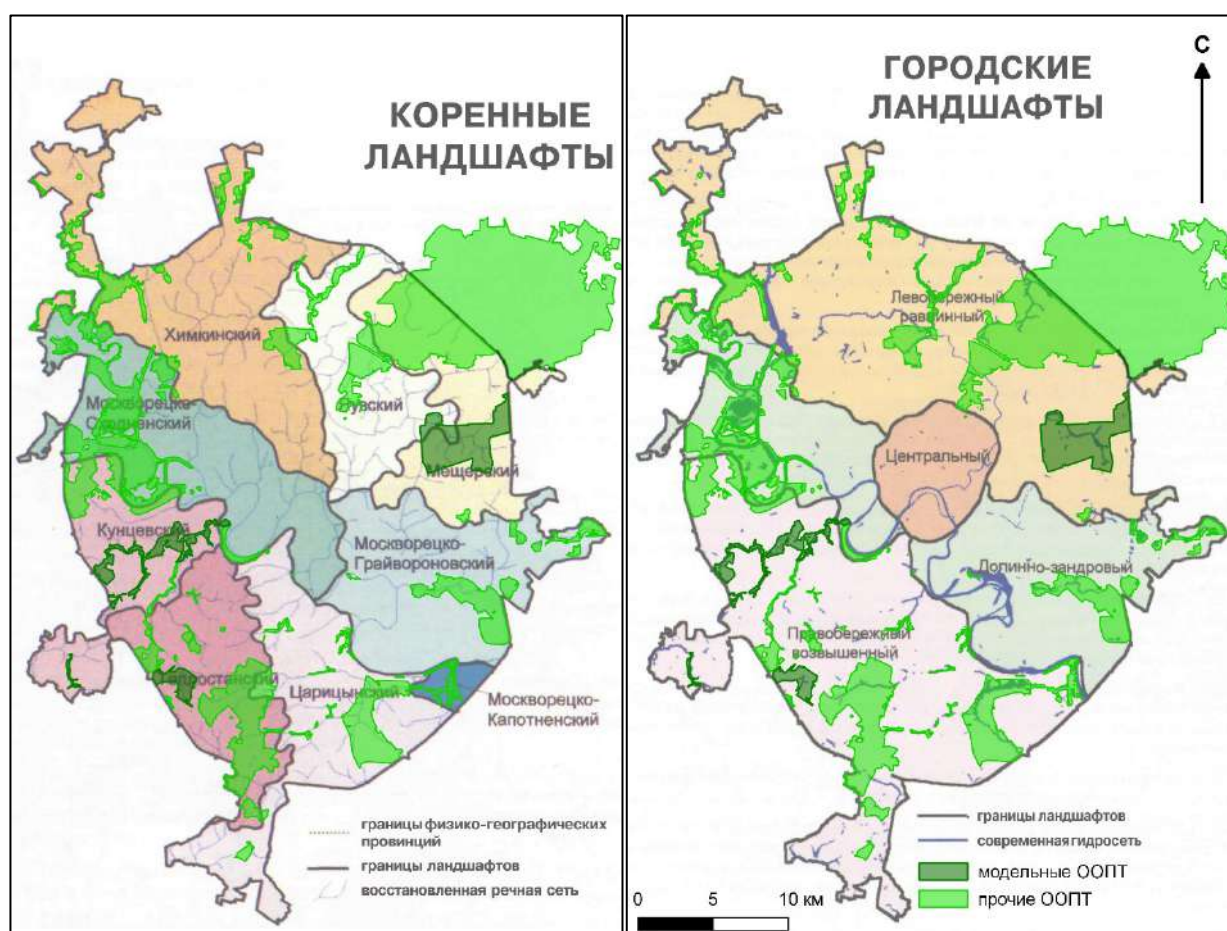 КОРЕННЫЕ
ЛАНДШАФТЫ
Химкинский
Москворецко-
Сходненский
Мещерский
Кунцевский
Москворецко-
Грайвороновский
Царицынский
Москворецко-
Капотненский
границы физико-географических
провинций
границы ландшафтов
восстановленная речная сеть
ГОРОДСКИЕ
ЛАНДШАФТЫ
С
Левобережный
равнинный
Центральный
Долинно-зандровый
Правобережный
возвышенный
границы ландшафтов
современная гидросеть
модельные ООПТ
прочие ООПТ
0 5 10 км